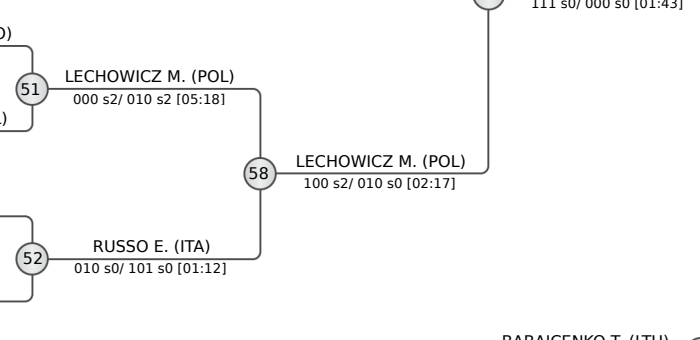 111 s0/ 000 s0 [01:43]
LECHOWICZ M. (POL)
51
000 s2/ 010 s2 [05:18]
LECHOWICZ M. (POL)
58
100 s2/ 010 s0 [02:17]
RUSSO E. (ITA)
52
010 s0/ 101 s0 [01:12]